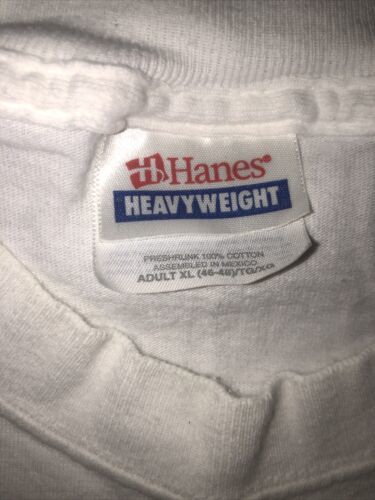 Hanes®
HEAVYWEIGHT
PRESHRUNK 100% COTTON
ASSEMBLED IN MEXICO
ADULT XL (46-48)/TG/XG